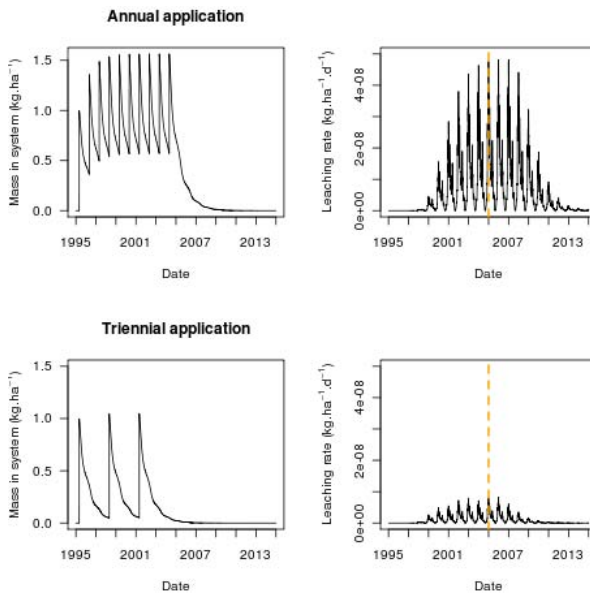 Annual application
Mass in system (kg.ha⁻¹)
1.5
1.0
0.5
0.0
1995 2001 2007 2013
Date
Leaching rate (kg.ha⁻¹.d⁻¹)
4e-08
2e-08
0e+00
1995 2001 2007 2013
Date
Triennial application
Mass in system (kg.ha⁻¹)
1.5
1.0
0.5
0.0
1995 2001 2007 2013
Date
Leaching rate (kg.ha⁻¹.d⁻¹)
4e-08
2e-08
0e+00
1995 2001 2007 2013
Date